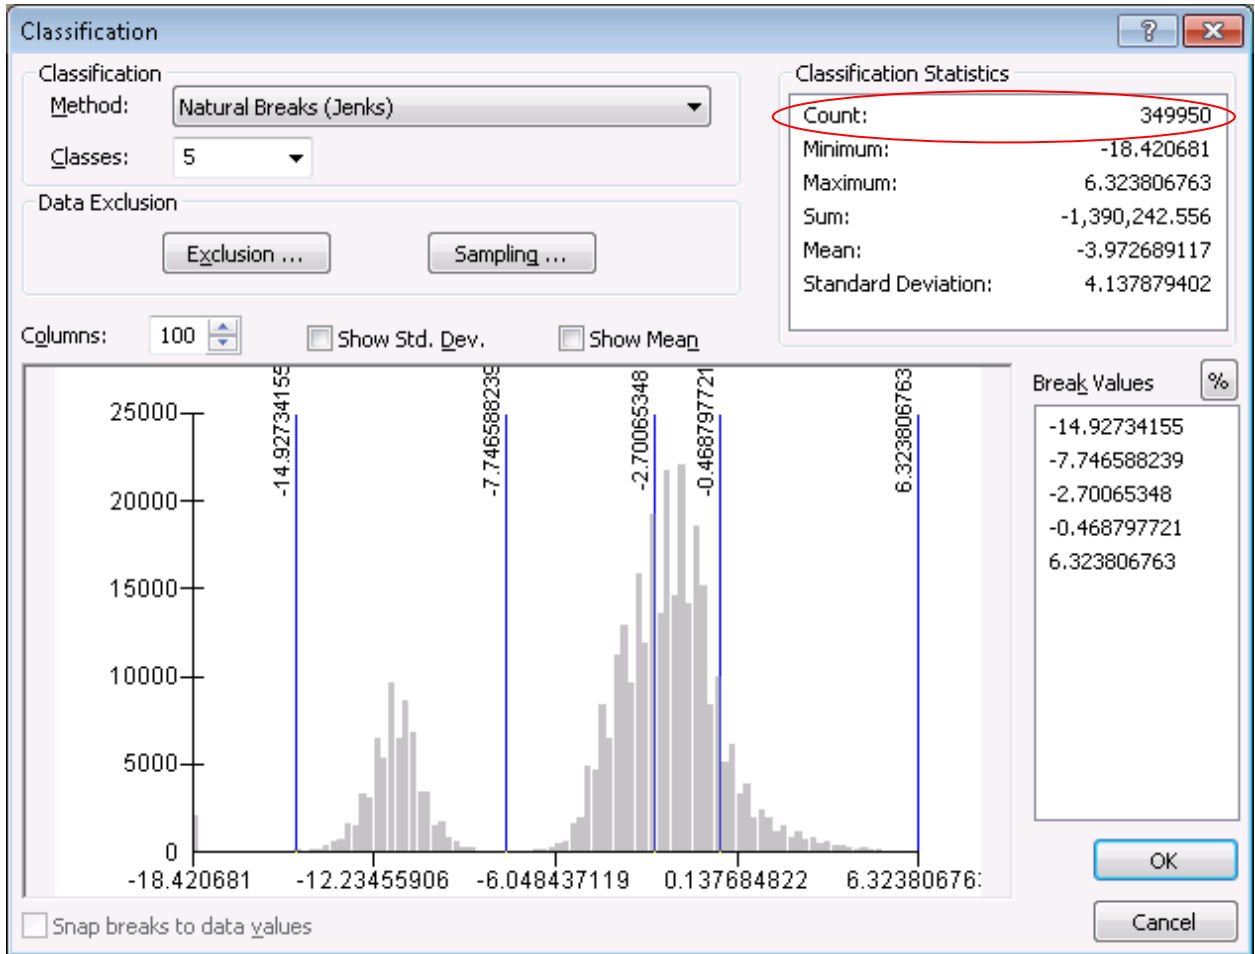 Classification
?
Classification
Method: Natural Breaks (Jenks)
Classes: 5
Data Exclusion
Exclusion ...
Sampling ...
Classification Statistics
Count: 349950
Minimum: -18.420681
Maximum: 6.323806763
Sum: -1,390,242.556
Mean: -3.972689117
Standard Deviation: 4.137879402
Columns: 100
Show Std. Dev.
Show Mean
-14.92734155
-7.746588239
-2.70065348
-0.468797721
6.323806763
25000
20000
15000
10000
5000
0
-18.420681 -12.23455906 -6.048437119 0.137684822 6.32380676
Break Values %
-14.92734155
-7.746588239
-2.70065348
-0.468797721
6.323806763
Snap breaks to data values
OK
Cancel